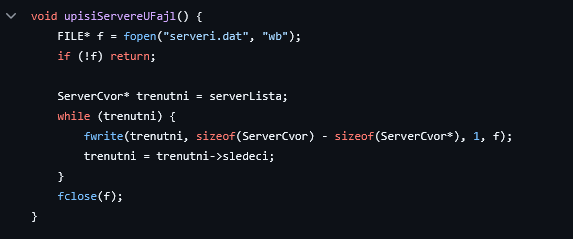 void upisiServereUFajl() {
    FILE* f = fopen("serveri.dat", "wb");
    if (!f) return;

    ServerCvor* trenutni = serverLista;
    while (trenutni) {
        fwrite(trenutni, sizeof(ServerCvor) - sizeof(ServerCvor*), 1, f);
        trenutni = trenutni->sledeci;
    }
    fclose(f);
}